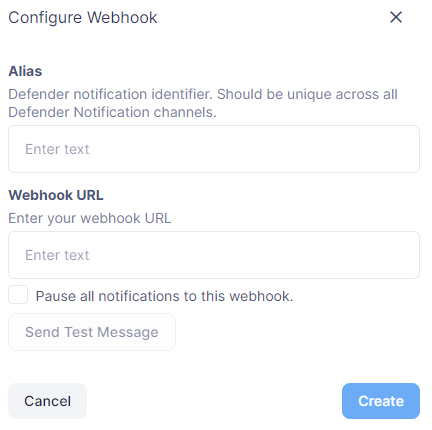 Configure Webhook
Alias
Defender notification identifier. Should be unique across all
Defender Notification channels.
Enter text
Webhook URL
Enter your webhook URL
Enter text
Pause all notifications to this webhook.
Send Test Message
Cancel
Create